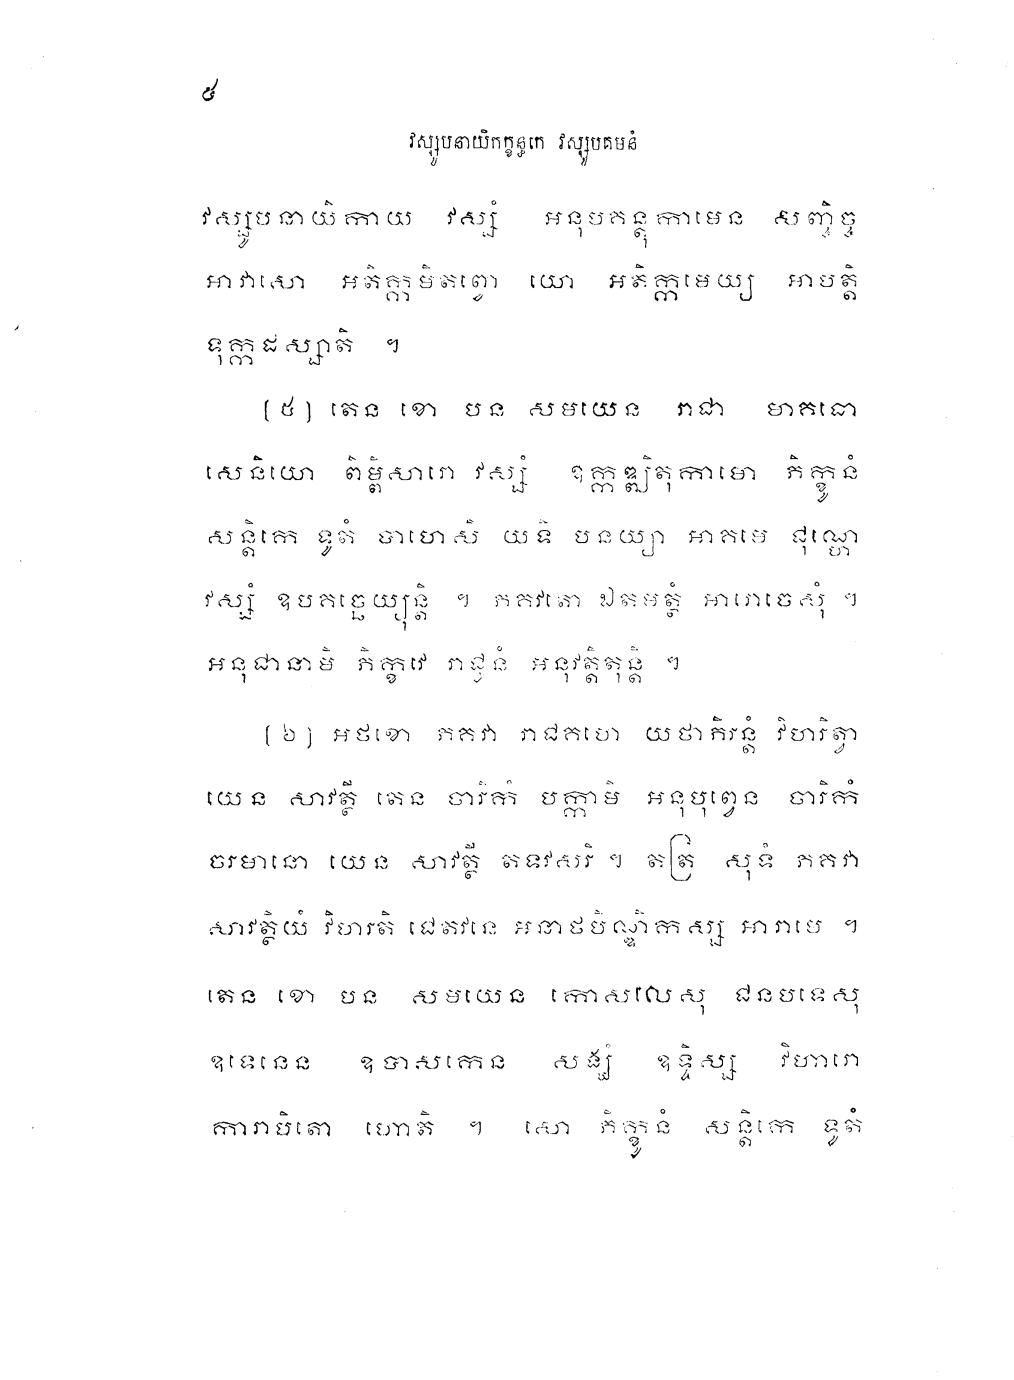 ៥
វស្សូបនាយិកក្ខន្ធកេ វស្សូបគមនំ
វស្សូបនាយិកាយ វស្សំ អនុបគន្តុកាមេន សញ្ចិច្ច
អាវាសោ អតិក្កមិតព្វោ យោ អតិក្កមេយ្យ អាបត្តិ
ទុក្កដស្សាតិ ។
(៥) តេន ខោ បន សមយេន រាជា មាគធោ
សេនិយោ ពិម្ពិសារោ វស្សំ ឧក្កឌ្ឍិតុកាមោ ភិក្ខូនំ
សន្តិកេ ទូតំ បាហេសិ យទិ បនយ្យា អាគមេ ជុណ្ហេ
វស្សំ ឧបគច្ឆេយ្យុន្តិ ។ ភគវតោ ឯតមត្ថំ អារោចេសុំ ។
អនុជានាមិ ភិក្ខវេ រាជូនំ អនុវត្តិតុន្តិ ។
(៦) អថខោ ភគវា រាជគហេ យថាភិរន្តំ វិហរិត្វា
យេន សាវត្ថី តេន ចារិកំ បក្កាមិ អនុបុព្វេន ចារិកំ
ចរមានោ យេន សាវត្ថី តទវសរិ ។ តត្រ សុទំ ភគវា
សាវត្ថិយំ វិហរតិ ជេតវនេ អនាថបិណ្ឌិកស្ស អារាមេ ។
តេន ខោ បន សមយេន កោសលេសុ ជនបទេសុ
ឧទេនេន ឧបាសកេន សង្ឃំ ឧទ្ទិស្ស វិហារោ
ការាបិតោ ហោតិ ។ សោ ភិក្ខូនំ សន្តិកេ ទូតំ